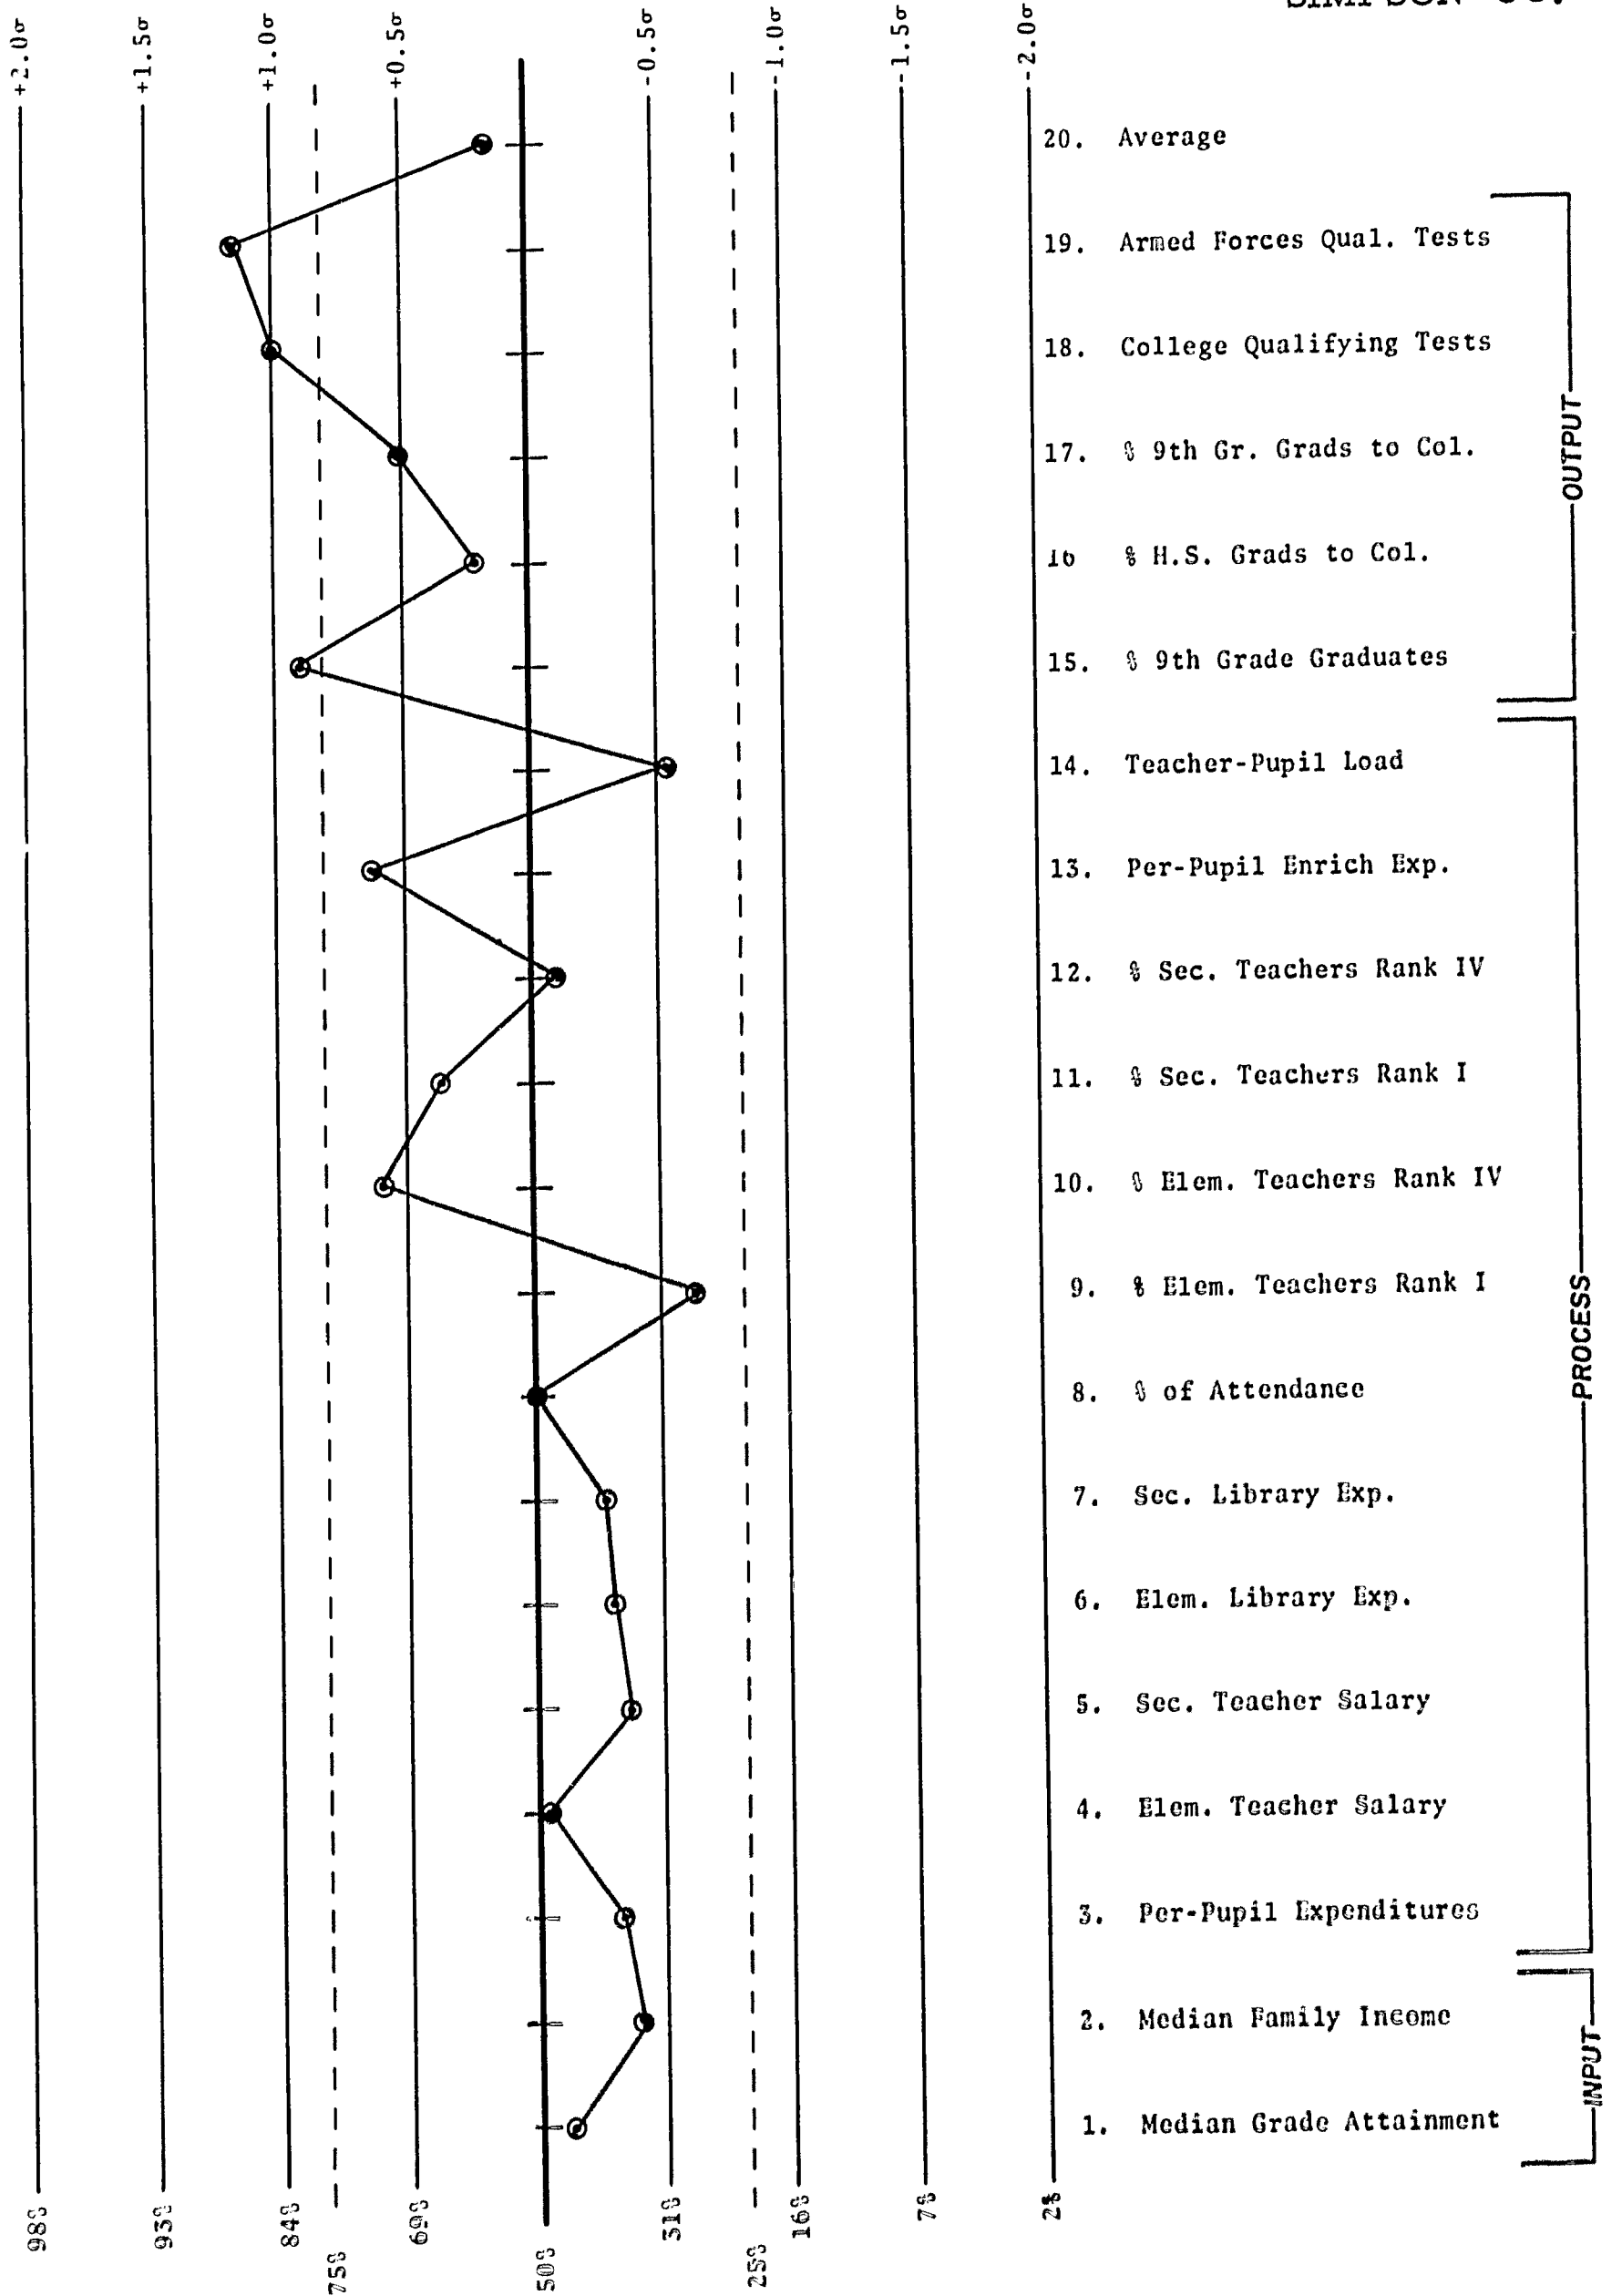 SIMPSON CO.
+2.0σ
+1.5σ
+1.0σ
+0.5σ
-0.5σ
-1.0σ
-1.5σ
-2.0σ
20. Average
19. Armed Forces Qual. Tests
18. College Qualifying Tests
17. % 9th Gr. Grads to Col.
16 % H.S. Grads to Col.
15. % 9th Grade Graduates
14. Teacher-Pupil Load
13. Per-Pupil Enrich Exp.
12. % Sec. Teachers Rank IV
11. % Sec. Teachers Rank I
10. % Elem. Teachers Rank IV
9. % Elem. Teachers Rank I
8. % of Attendance
7. Sec. Library Exp.
6. Elem. Library Exp.
5. Sec. Teacher Salary
4. Elem. Teacher Salary
3. Per-Pupil Expenditures
2. Median Family Income
1. Median Grade Attainment
OUTPUT
PROCESS
INPUT
98%
93%
84%
75%
69%
50%
31%
25%
16%
7%
2%